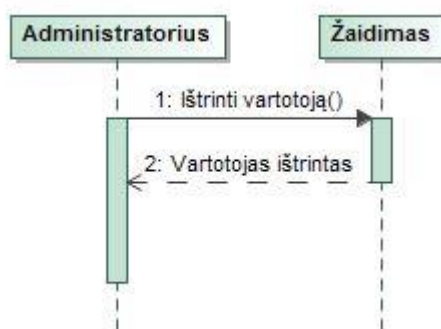 Administratorius
Žaidimas
1: Ištrinti vartotoją()
2: Vartotojas ištrintas